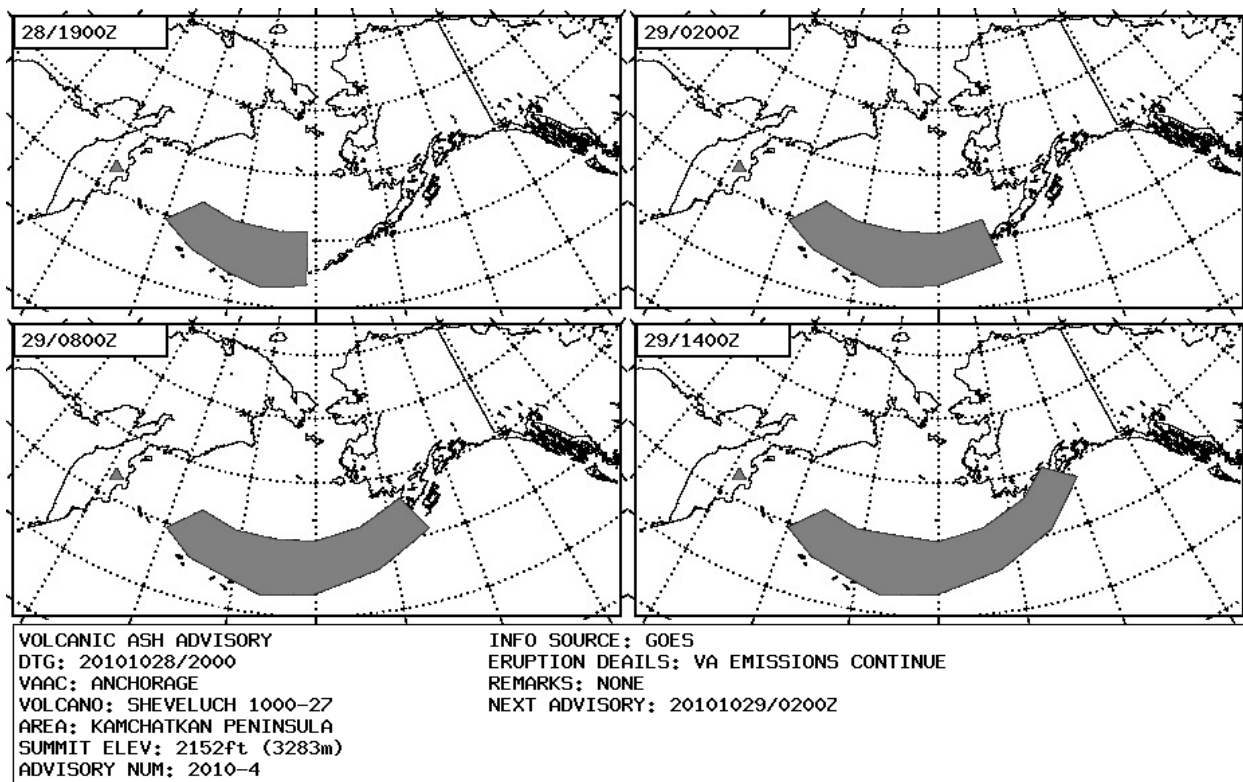 28/1900Z
29/0200Z
29/0800Z
29/1400Z
VOLCANIC ASH ADVISORY
DTG: 20101028/2000
VAAC: ANCHORAGE
VOLCANO: SHEVELUCH 1000-27
AREA: KAMCHATKAN PENINSULA
SUMMIT ELEV: 2152ft (3283m)
ADVISORY NUM: 2010-4
INFO SOURCE: GOES
ERUPTION DEAILS: VA EMISSIONS CONTINUE
REMARKS: NONE
NEXT ADVISORY: 20101029/0200Z